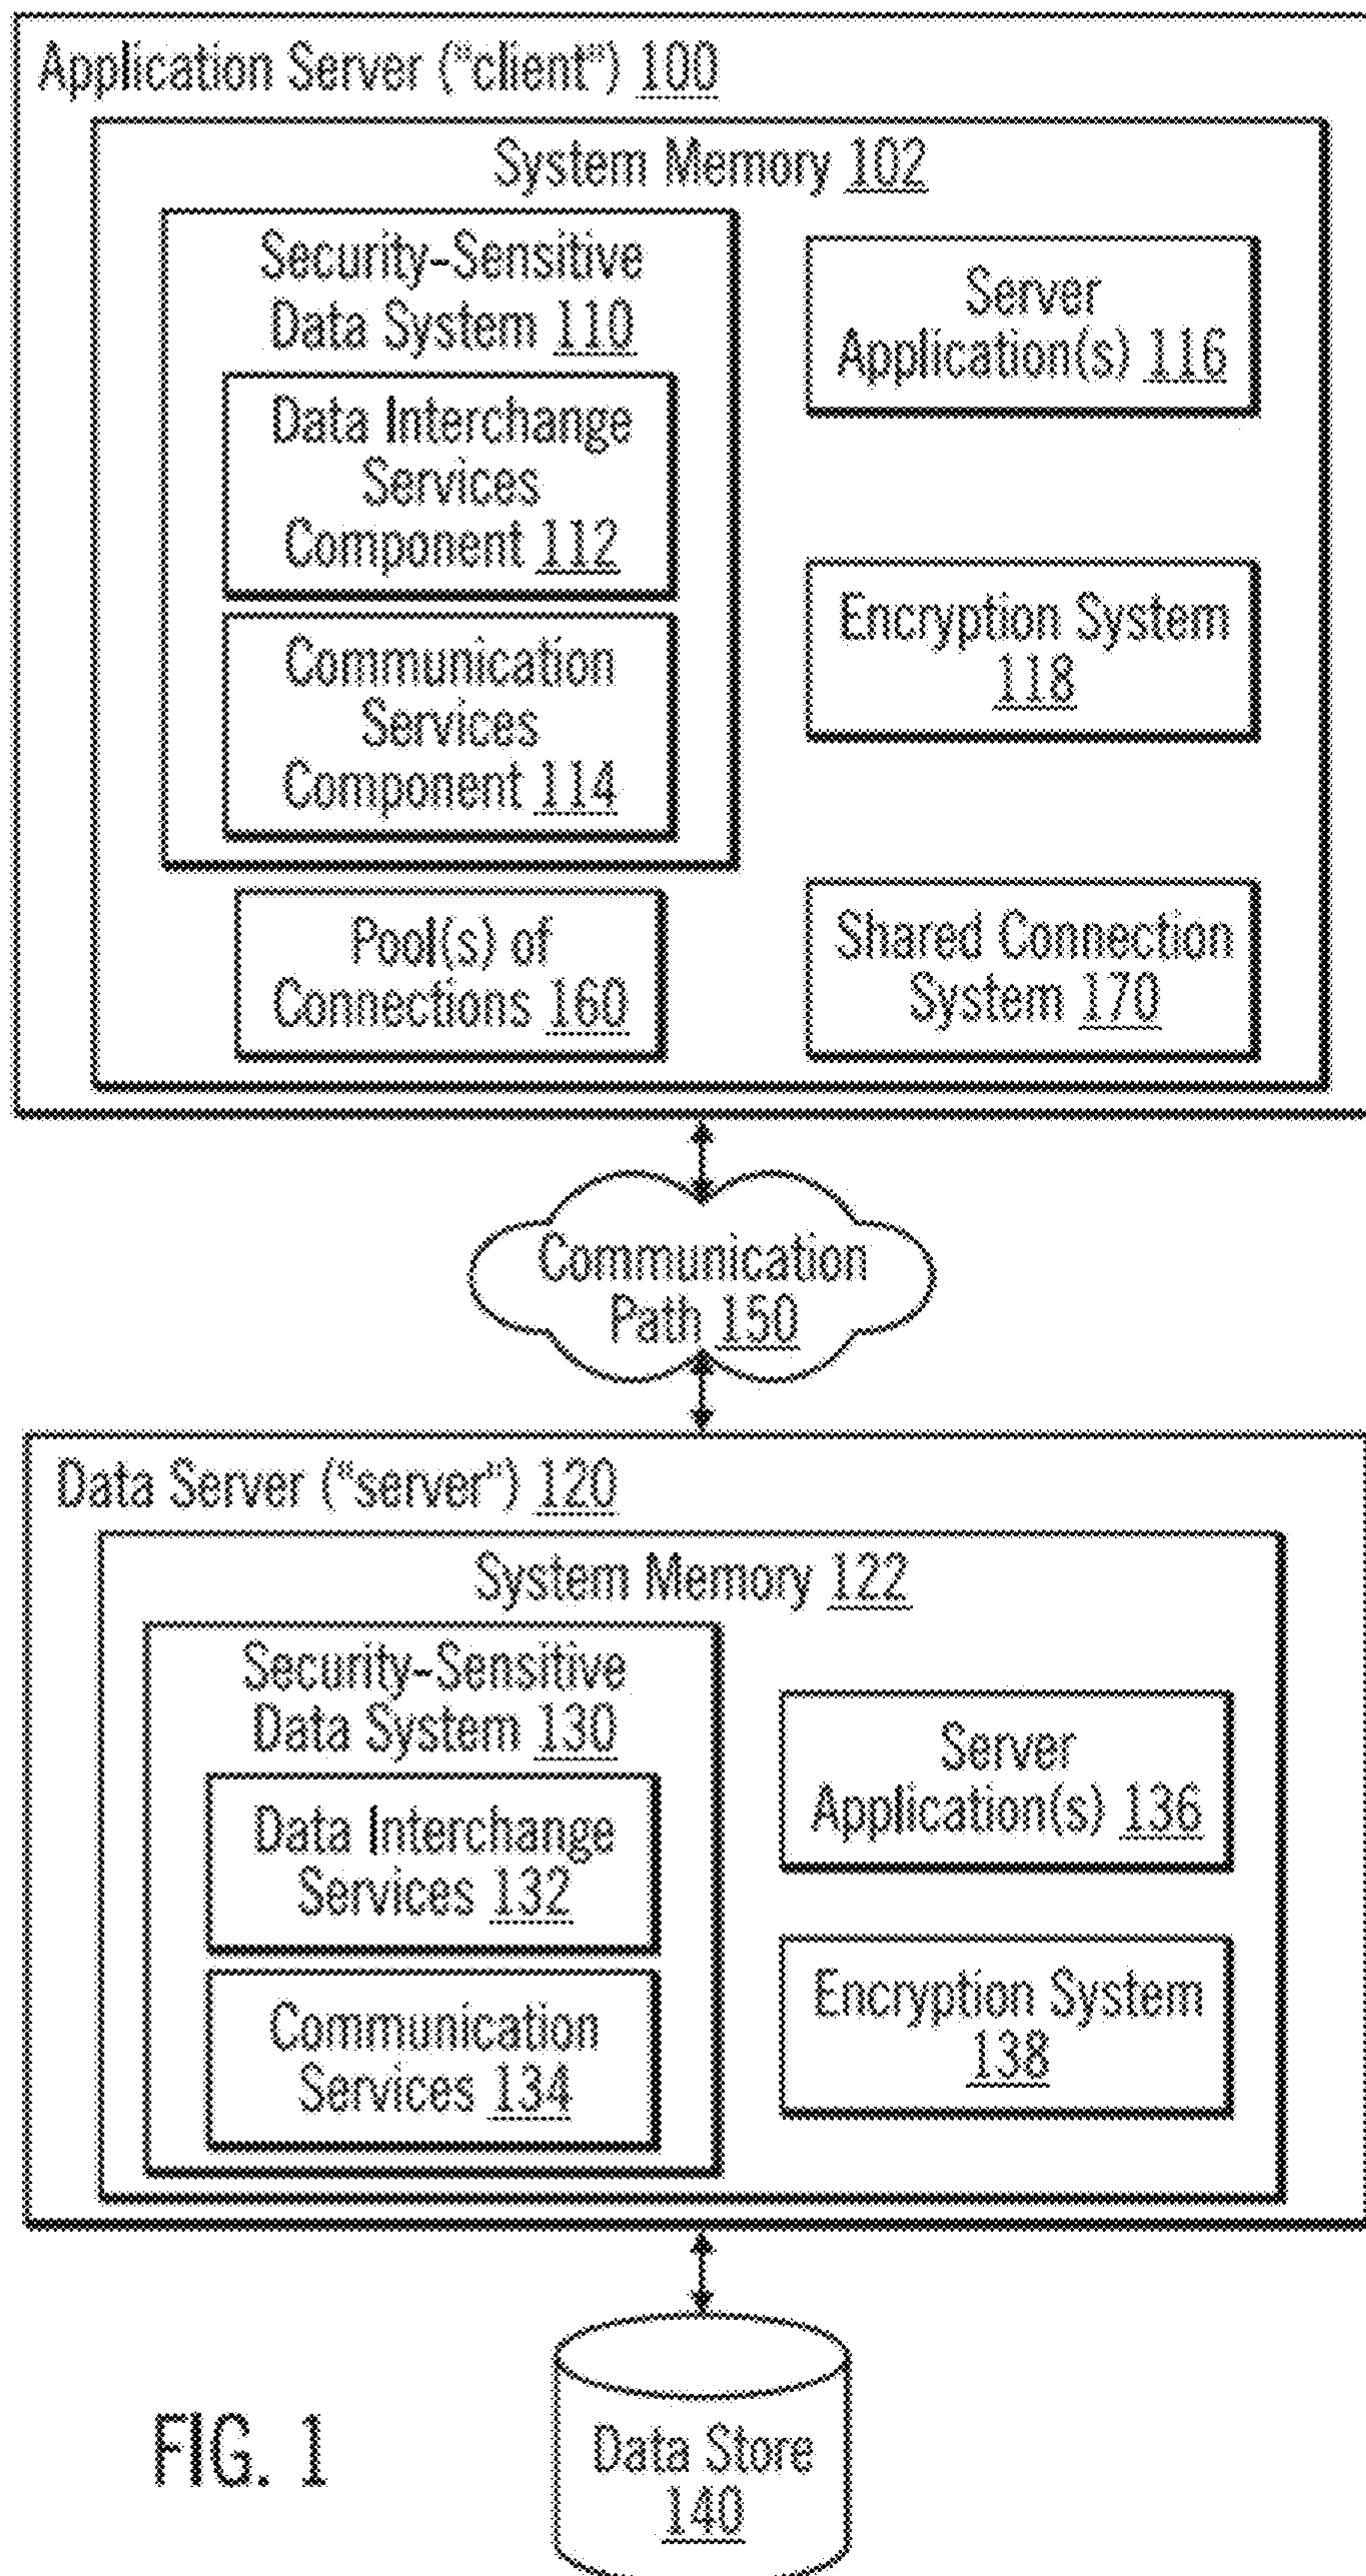 Application Server ("client") 100
System Memory 102
Security-Sensitive
Data System 110
Data Interchange
Services
Component 112
Communication
Services
Component 114
Pool(s) of
Connections 160
Server
Application(s) 116
Encryption System
118
Shared Connection
System 170
Communication
Path 150
Data Server ("server") 120
System Memory 122
Security-Sensitive
Data System 130
Data Interchange
Services 132
Communication
Services 134
Server
Application(s) 136
Encryption System
138
Data Store
140
FIG. 1